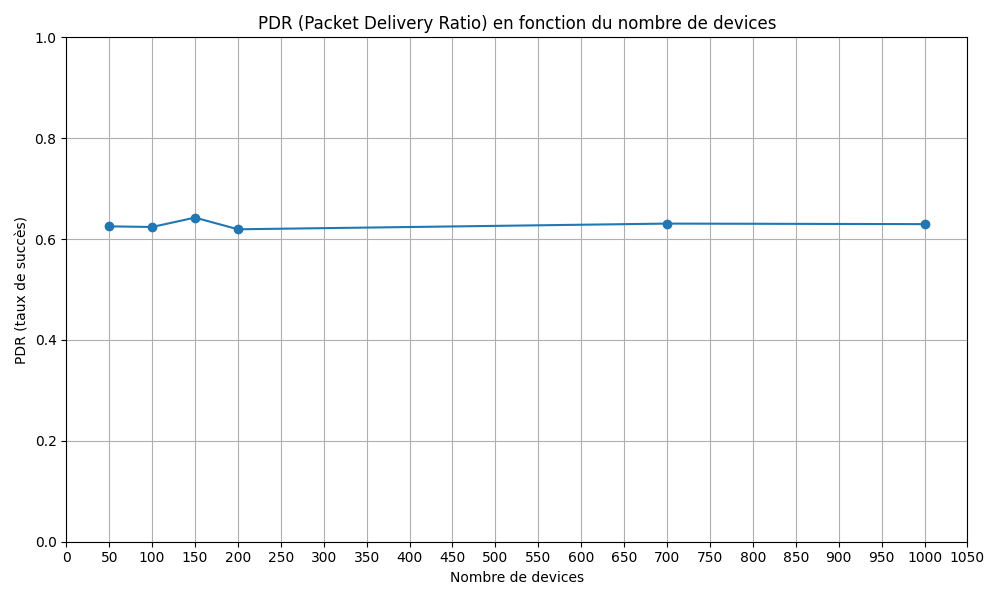 PDR (Packet Delivery Ratio) en fonction du nombre de devices
1.0
0.8
0.6
0.4
0.2
0.0
PDR (taux de succès)
0 50 100 150 200 250 300 350 400 450 500 550 600 650 700 750 800 850 900 950 1000 1050
Nombre de devices